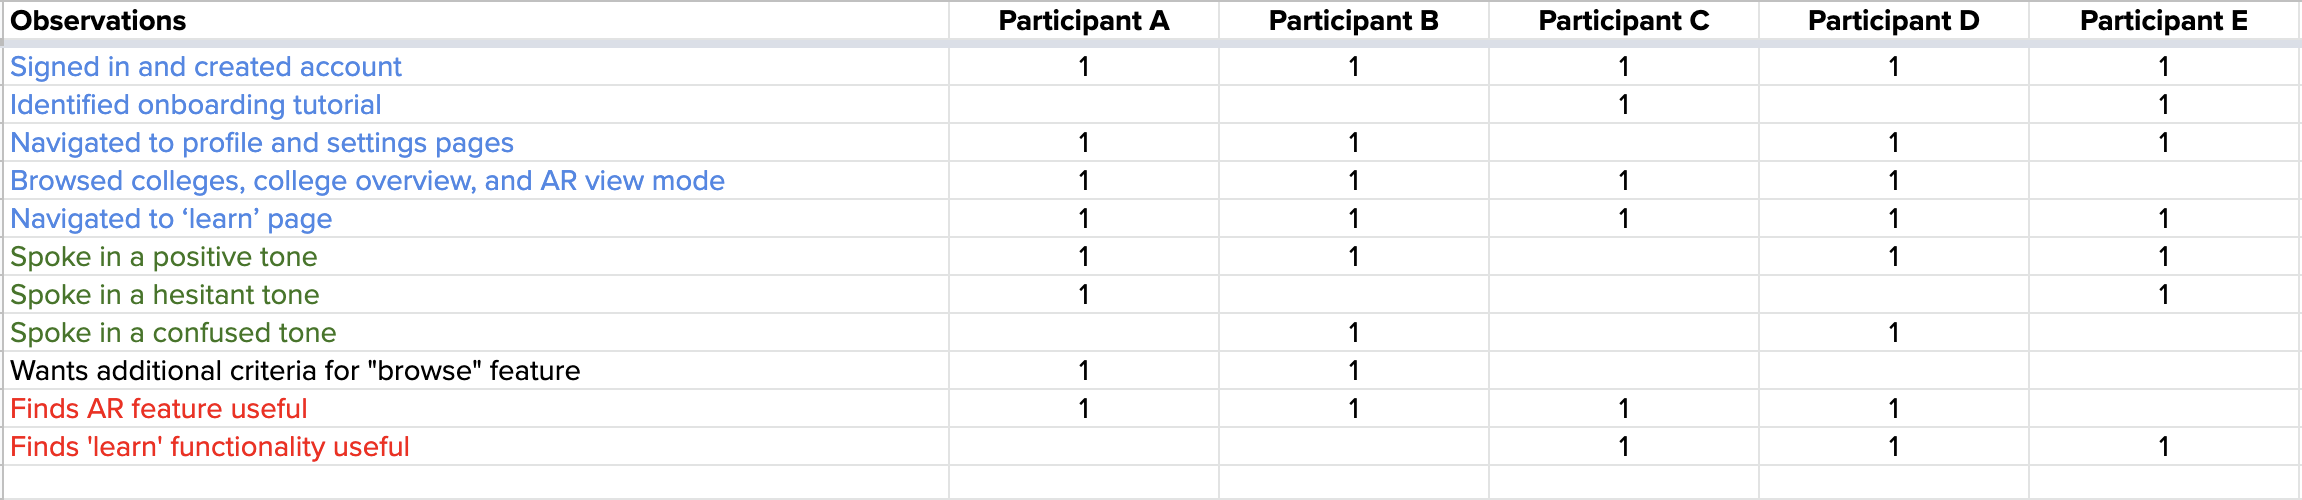 Observations Participant A Participant B Participant C Participant D Participant E
Signed in and created account 1 1 1 1 1
Identified onboarding tutorial 1 1
Navigated to profile and settings pages 1 1 1 1
Browsed colleges, college overview, and AR view mode 1 1 1 1
Navigated to ‘learn’ page 1 1 1 1 1
Spoke in a positive tone 1 1 1 1
Spoke in a hesitant tone 1 1
Spoke in a confused tone 1 1
Wants additional criteria for "browse" feature 1 1
Finds AR feature useful 1 1 1 1
Finds 'learn' functionality useful 1 1 1